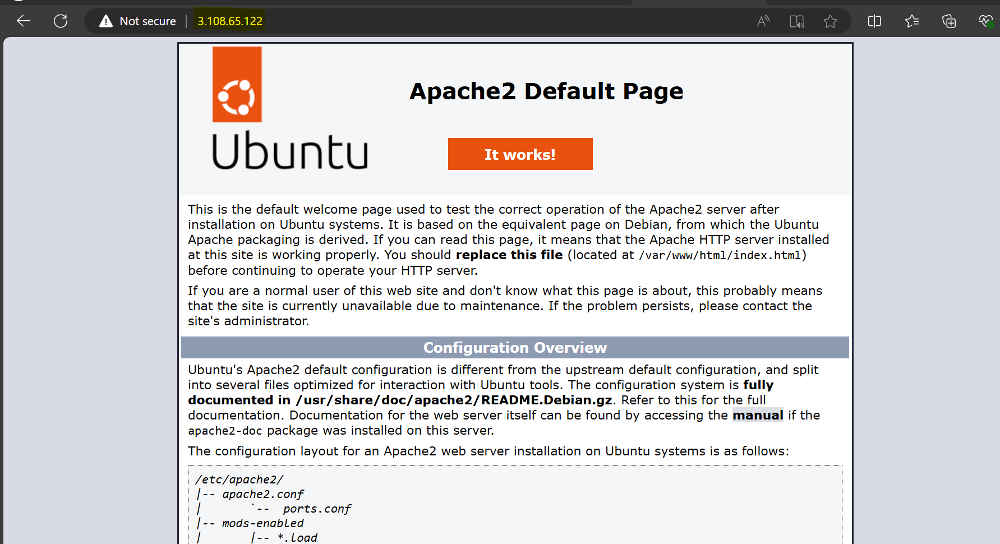 Not secure | 3.108.65.122
Ubuntu
Apache2 Default Page
It works!
This is the default welcome page used to test the correct operation of the Apache2 server after
installation on Ubuntu systems. It is based on the equivalent page on Debian, from which the Ubuntu
Apache packaging is derived. If you can read this page, it means that the Apache HTTP server installed
at this site is working properly. You should replace this file (located at /var/www/html/index.html)
before continuing to operate your HTTP server.
If you are a normal user of this web site and don't know what this page is about, this probably means
that the site is currently unavailable due to maintenance. If the problem persists, please contact the
site's administrator.
Configuration Overview
Ubuntu's Apache2 default configuration is different from the upstream default configuration, and split
into several files optimized for interaction with Ubuntu tools. The configuration system is fully
documented in /usr/share/doc/apache2/README.Debian.gz. Refer to this for the full
documentation. Documentation for the web server itself can be found by accessing the manual if the
apache2-doc package was installed on this server.
The configuration layout for an Apache2 web server installation on Ubuntu systems is as follows:
/etc/apache2/
|-- apache2.conf
|       `--  ports.conf
|-- mods-enabled
|       |-- *.load